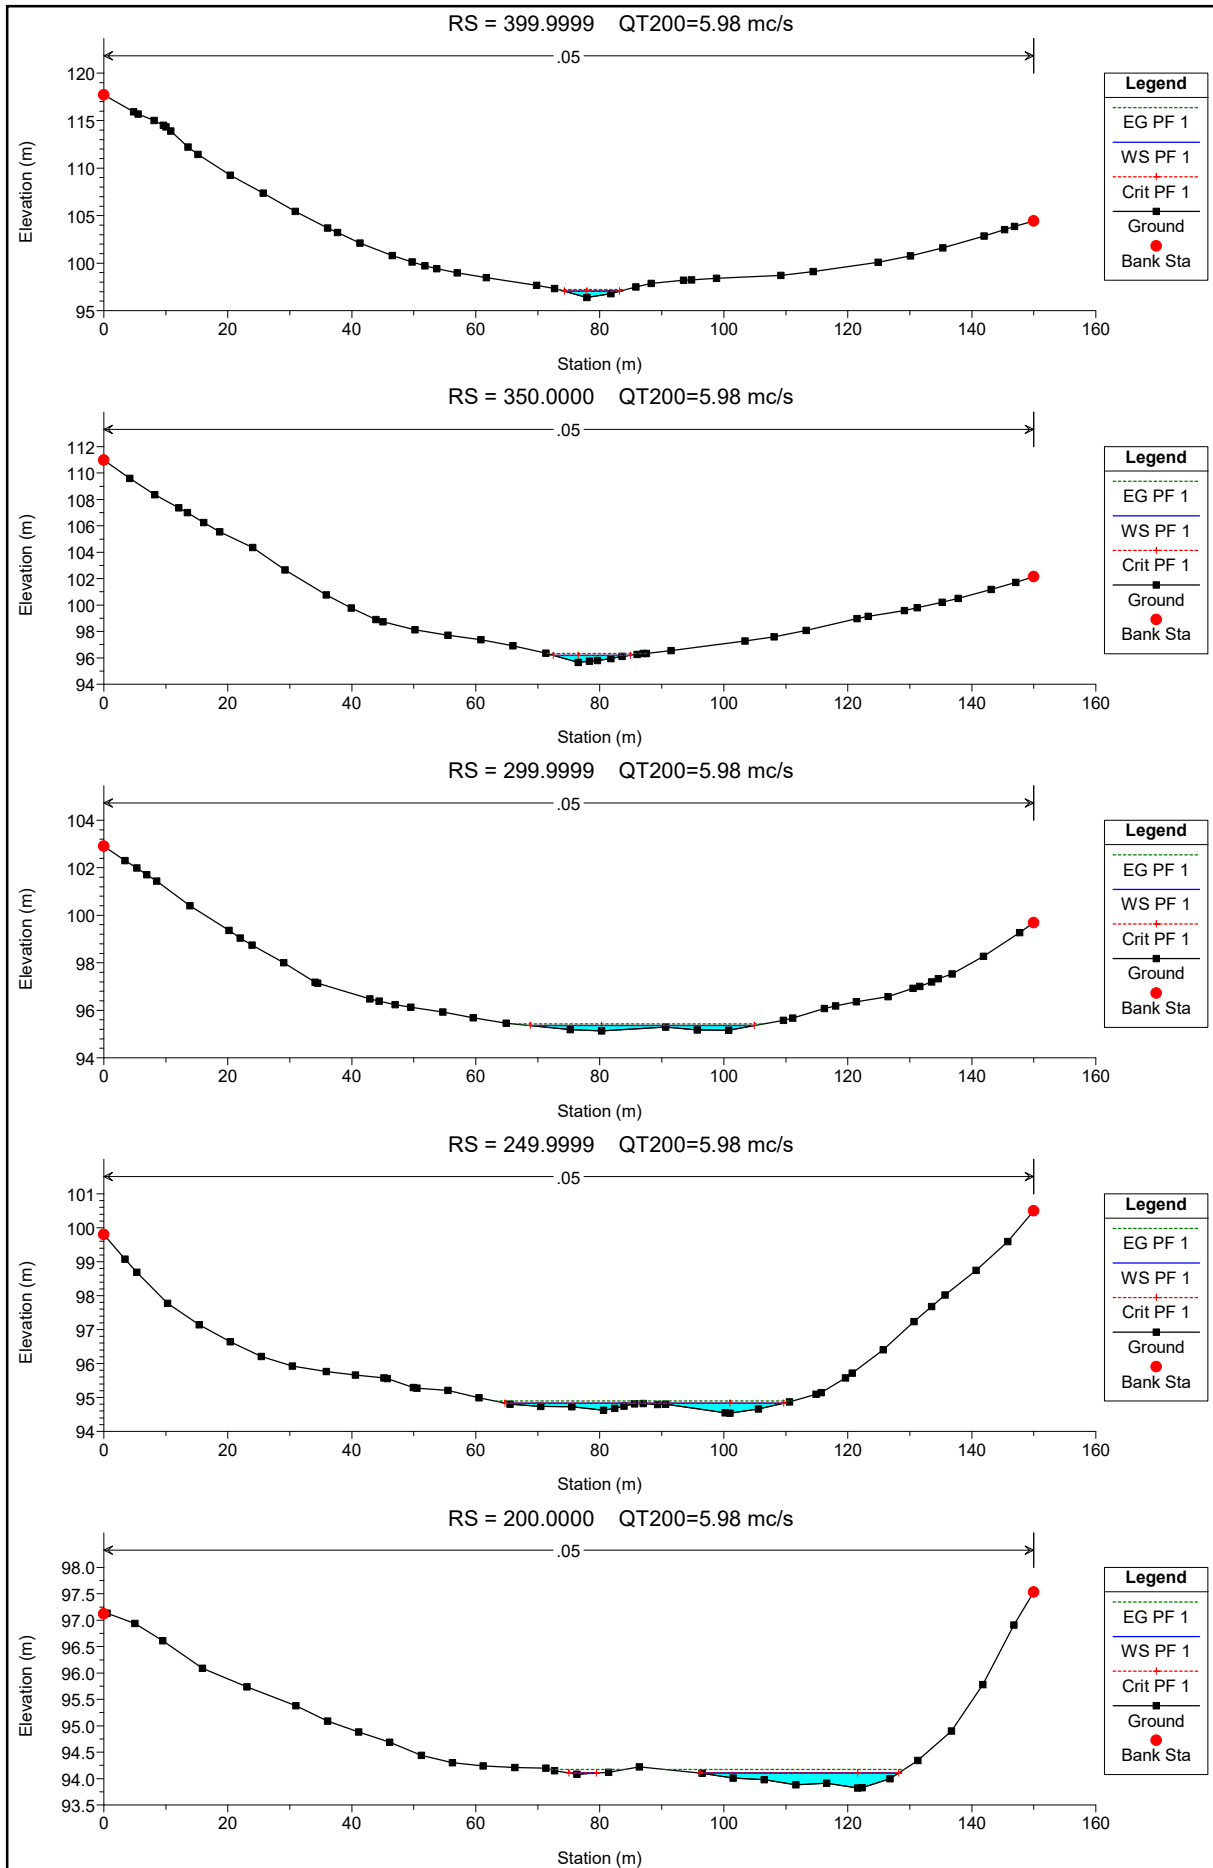 RS = 399.9999 QT200=5.98 mc/s
.05
Elevation (m)
120
115
110
105
100
95
0 20 40 60 80 100 120 140 160
Station (m)
Legend
EG PF 1
WS PF 1
Crit PF 1
Ground
Bank Sta
RS = 350.0000 QT200=5.98 mc/s
.05
Elevation (m)
112
110
108
106
104
102
100
98
96
94
0 20 40 60 80 100 120 140 160
Station (m)
Legend
EG PF 1
WS PF 1
Crit PF 1
Ground
Bank Sta
RS = 299.9999 QT200=5.98 mc/s
.05
Elevation (m)
104
102
100
98
96
94
0 20 40 60 80 100 120 140 160
Station (m)
Legend
EG PF 1
WS PF 1
Crit PF 1
Ground
Bank Sta
RS = 249.9999 QT200=5.98 mc/s
.05
Elevation (m)
101
100
99
98
97
96
95
94
0 20 40 60 80 100 120 140 160
Station (m)
Legend
EG PF 1
WS PF 1
Crit PF 1
Ground
Bank Sta
RS = 200.0000 QT200=5.98 mc/s
.05
Elevation (m)
98.0
97.5
97.0
96.5
96.0
95.5
95.0
94.5
94.0
93.5
0 20 40 60 80 100 120 140 160
Station (m)
Legend
EG PF 1
WS PF 1
Crit PF 1
Ground
Bank Sta